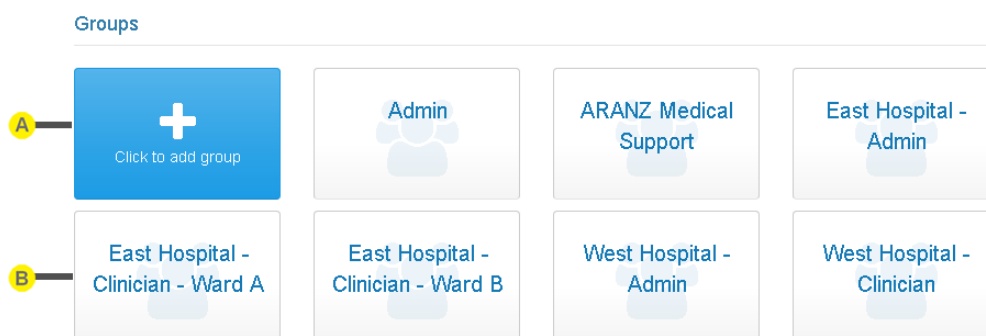 Groups
A
Click to add group
Admin
ARANZ Medical
Support
East Hospital -
Admin
B
East Hospital -
Clinician - Ward A
East Hospital -
Clinician - Ward B
West Hospital -
Admin
West Hospital -
Clinician